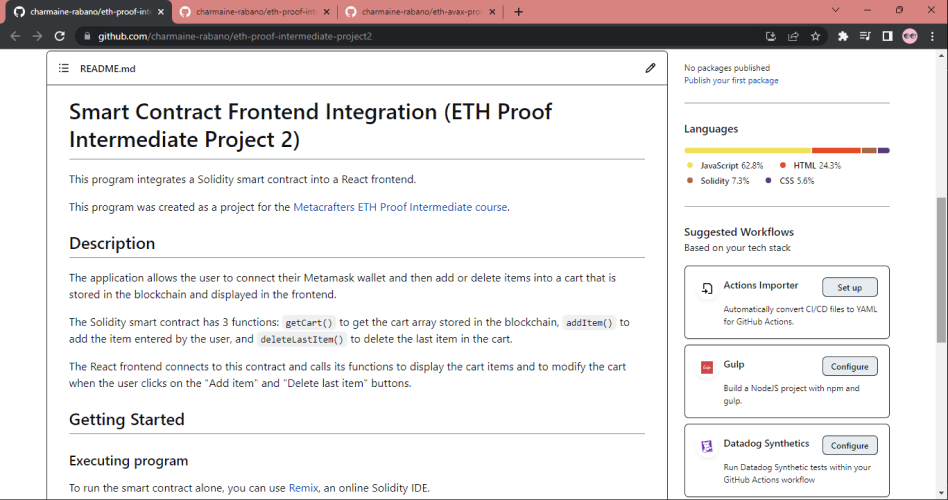 charmaine-rabano/eth-proof-inte
charmaine-rabano/eth-proof-inte
charmaine-rabano/eth-avax-proo
github.com/charmaine-rabano/eth-proof-intermediate-project2
README.md
Smart Contract Frontend Integration (ETH Proof
Intermediate Project 2)
This program integrates a Solidity smart contract into a React frontend.
This program was created as a project for the Metacrafters ETH Proof Intermediate course.
Description
The application allows the user to connect their Metamask wallet and then add or delete items into a cart that is
stored in the blockchain and displayed in the frontend.
The Solidity smart contract has 3 functions: getCart() to get the cart array stored in the blockchain, addItem() to
add the item entered by the user, and deleteLastItem() to delete the last item in the cart.
The React frontend connects to this contract and calls its functions to display the cart items and to modify the cart
when the user clicks on the "Add item" and "Delete last item" buttons.
Getting Started
Executing program
To run the smart contract alone, you can use Remix, an online Solidity IDE.
No packages published
Publish your first package
Languages
JavaScript 62.8%
HTML 24.3%
Solidity 7.3%
CSS 5.6%
Suggested Workflows
Based on your tech stack
Actions Importer
Set up
Automatically convert CI/CD files to YAML
for GitHub Actions.
Gulp
Gulp
Configure
Build a NodeJS project with npm and
gulp.
Datadog Synthetics
Configure
Run Datadog Synthetic tests within your
GitHub Actions workflow